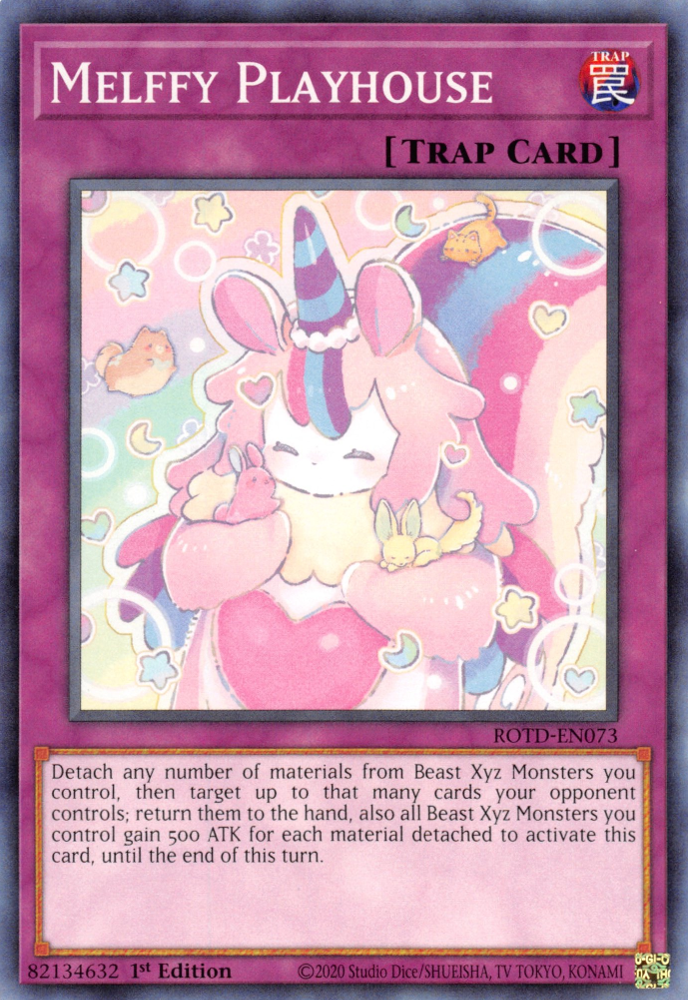 MELFFY PLAYHOUSE
TRAP
罠
[TRAP CARD]
ROTD-EN073
Detach any number of materials from Beast Xyz Monsters you
control, then target up to that many cards your opponent
controls; return them to the hand, also all Beast Xyz Monsters you
control gain 500 ATK for each material detached to activate this
card, until the end of this turn.
82134632 1st Edition ©2020 Studio Dice/SHUEISHA, TV TOKYO, KONAMI